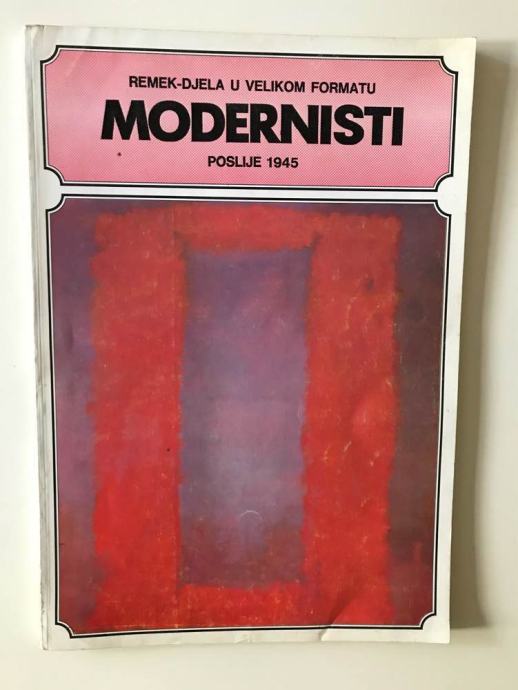 REMEK-DJELA U VELIKOM FORMATU
MODERNISTI
POSLIJE 1945